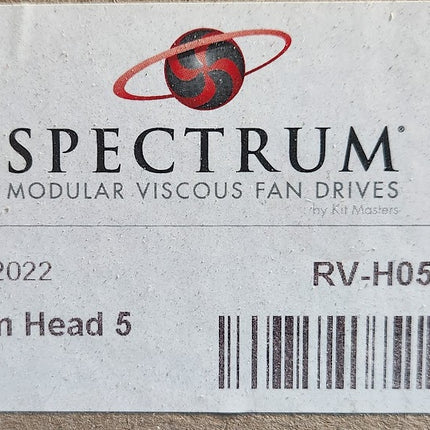 SPECTRUM®
MODULAR VISCOUS FAN DRIVES
by Kit Masters
2022
RV-H05
n Head 5